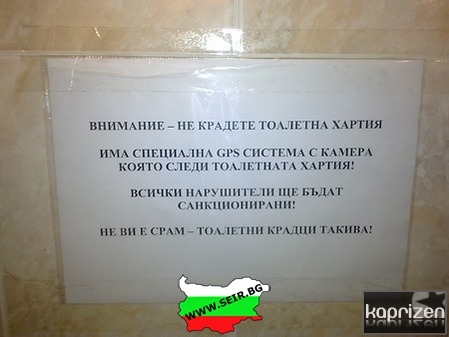 ВНИМАНИЕ – НЕ КРАДЕТЕ ТОАЛЕТНА ХАРТИЯ
ИМА СПЕЦИАЛНА GPS СИСТЕМА С КАМЕРА
КОЯТО СЛЕДИ ТОАЛЕТНАТА ХАРТИЯ!
ВСИЧКИ НАРУШИТЕЛИ ЩЕ БЪДАТ
САНКЦИОНИРАНИ!
НЕ ВИ Е СРАМ – ТОАЛЕТНИ КРАДЦИ ТАКИВА!
WWW.SEIR.BG
kaprizen